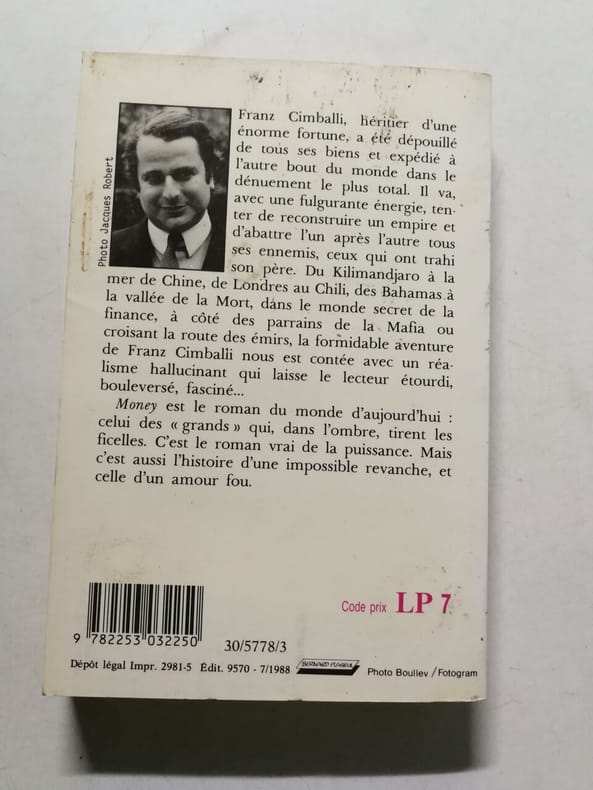 Franz Cimballi, héritier d'une
énorme fortune, a été dépouillé
de tous ses biens et expédié à
l'autre bout du monde dans le
dénuement le plus total. Il va,
avec une fulgurante énergie, ten-
ter de reconstruire un empire et
d'abattre l'un après l'autre tous
ses ennemis, ceux qui ont trahi
son père. Du Kilimandjaro à la
mer de Chine, de Londres au Chili, des Bahamas à
la vallée de la Mort, dans le monde secret de la
finance, à côté des parrains de la Mafia ou
croisant la route des émirs, la formidable aventure
de Franz Cimballi nous est contée avec un réa-
lisme hallucinant qui laisse le lecteur étourdi,
bouleversé, fasciné...
Money est le roman du monde d'aujourd'hui :
celui des « grands » qui, dans l'ombre, tirent les
ficelles. C'est le roman vrai de la puissance. Mais
c'est aussi l'histoire d'une impossible revanche, et
celle d'un amour fou.
Photo Jacques Robert
Code prix LP 7
9 782253 032250
30/5778/3
Dépôt légal Impr. 2981-5 Édit. 9570 - 7/1988
Photo Boulley / Fotogram